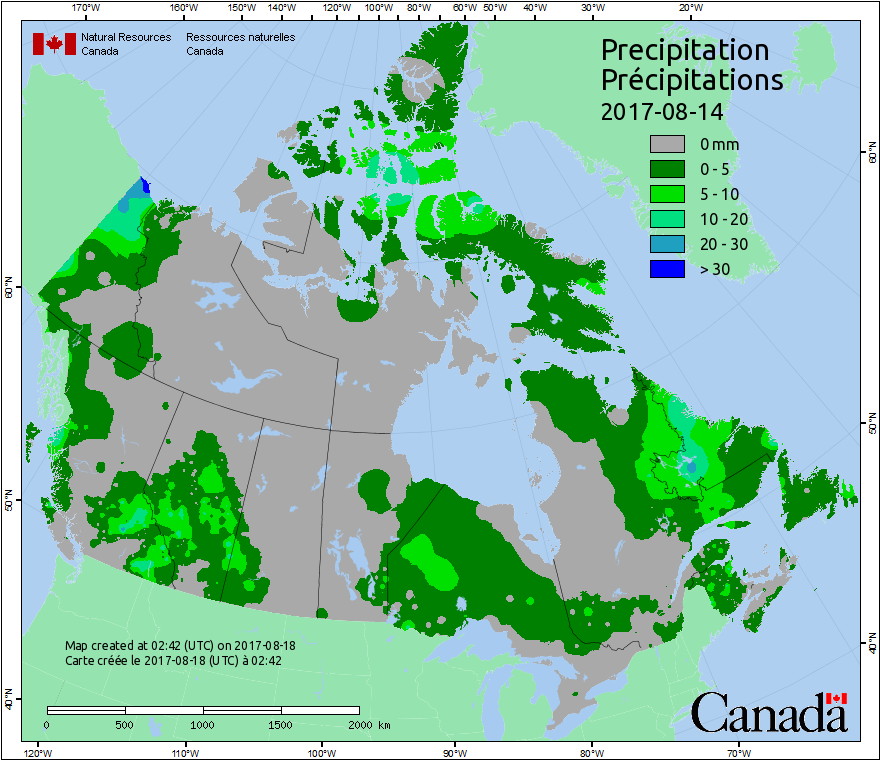 170°W 160°W 150°W 140°W 120°W 100°W 80°W 60°W 50°W 40°W 30°W 20°W
Natural Resources Ressources naturelles
Canada Canada
Precipitation
Précipitations
2017-08-14
0 mm
0 - 5
5 - 10
10 - 20
20 - 30
> 30
60°N
60°N
50°N
50°N
40°N
40°N
Map created at 02:42 (UTC) on 2017-08-18
Carte créée le 2017-08-18 (UTC) à 02:42
0 500 1000 1500 2000 km
Canada
120°W 110°W 100°W 90°W 80°W 70°W